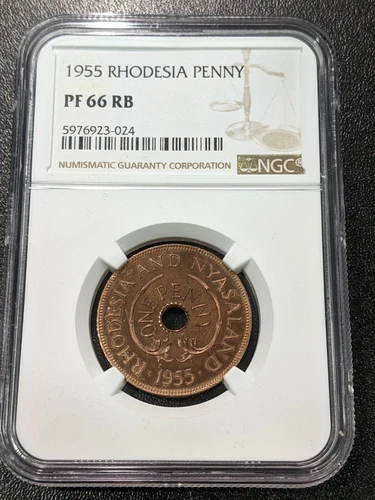 1955 RHODESIA PENNY
PF 66 RB
5976923-024
NUMISMATIC GUARANTY CORPORATION
NGC®
RHODESIA AND NYASALAND
ONE PENNY
·1955·